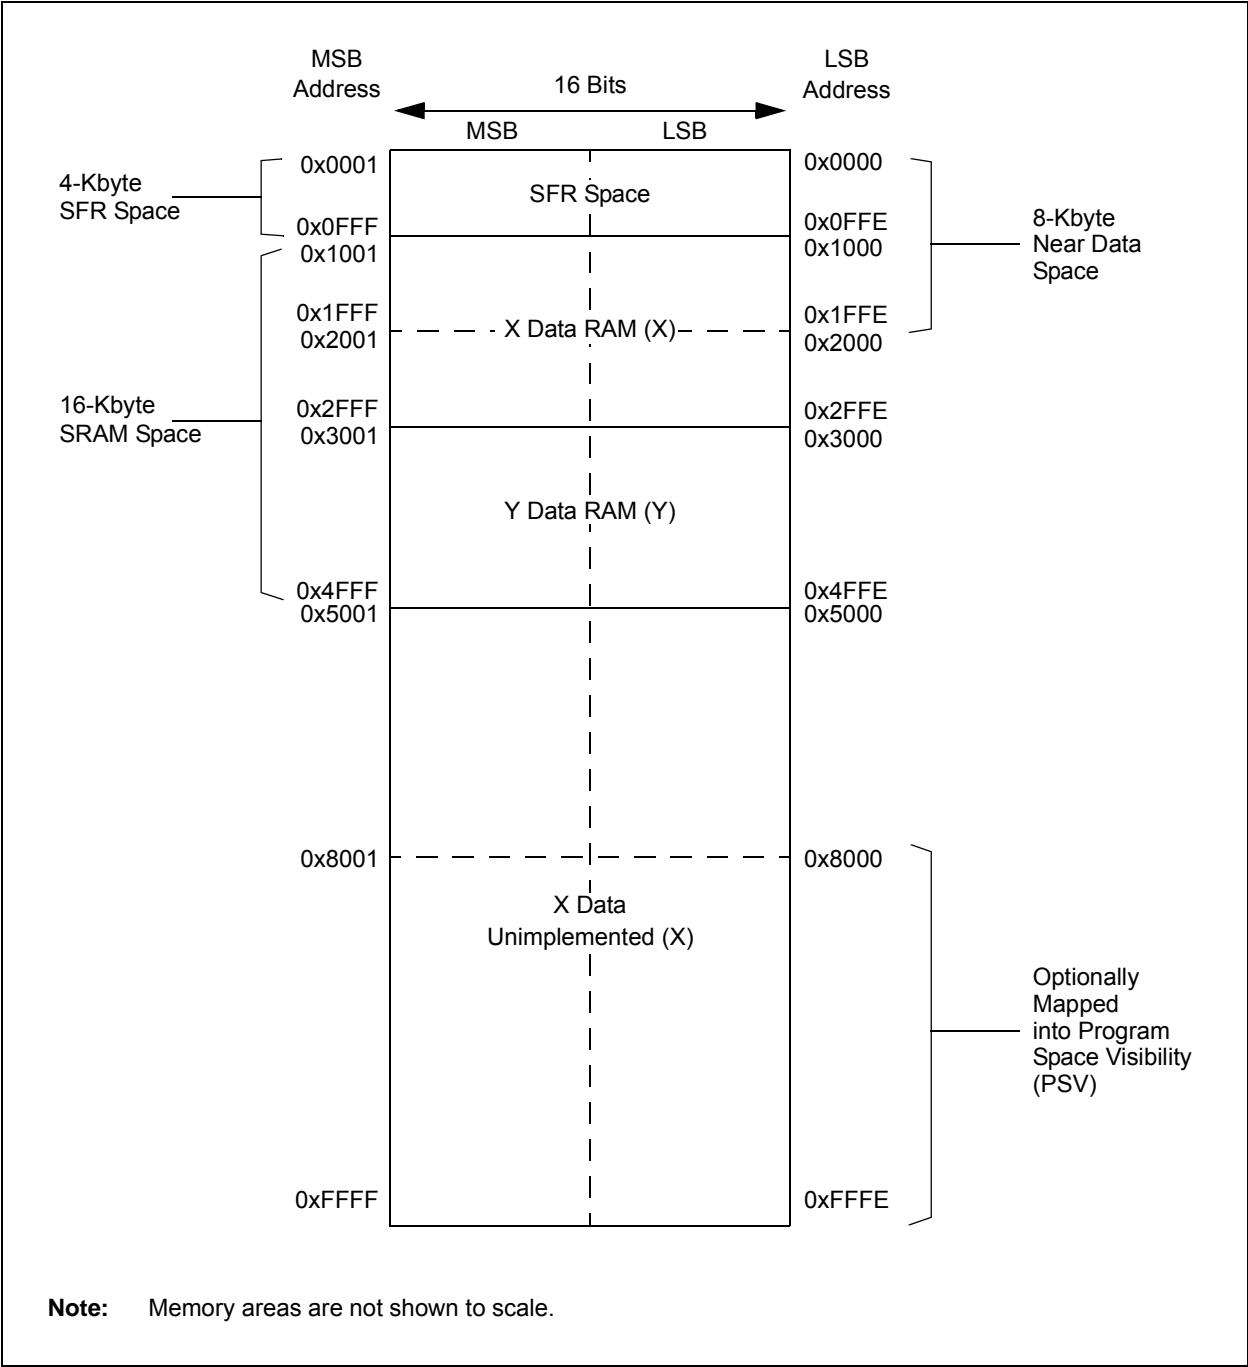 MSB
Address
16 Bits
LSB
Address
MSB
LSB
0x0001
0x0000
4-Kbyte
SFR Space
SFR Space
0x0FFF
0x0FFE
0x1001
0x1000
8-Kbyte
Near Data
Space
0x1FFF
0x1FFE
X Data RAM (X)
0x2001
0x2000
16-Kbyte
SRAM Space
0x2FFF
0x2FFE
0x3001
0x3000
Y Data RAM (Y)
0x4FFF
0x4FFE
0x5001
0x5000
0x8001
0x8000
X Data
Unimplemented (X)
Optionally
Mapped
into Program
Space Visibility
(PSV)
0xFFFF
0xFFFE
Note: Memory areas are not shown to scale.